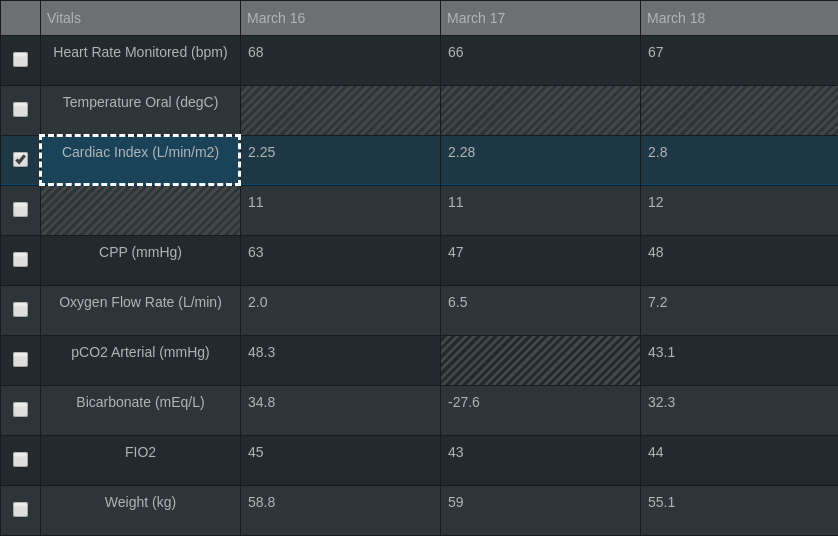 Vitals March 16 March 17 March 18
Heart Rate Monitored (bpm) 68 66 67
Temperature Oral (degC)
Cardiac Index (L/min/m2) 2.25 2.28 2.8
11 11 12
CPP (mmHg) 63 47 48
Oxygen Flow Rate (L/min) 2.0 6.5 7.2
pCO2 Arterial (mmHg) 48.3 43.1
Bicarbonate (mEq/L) 34.8 -27.6 32.3
FIO2 45 43 44
Weight (kg) 58.8 59 55.1